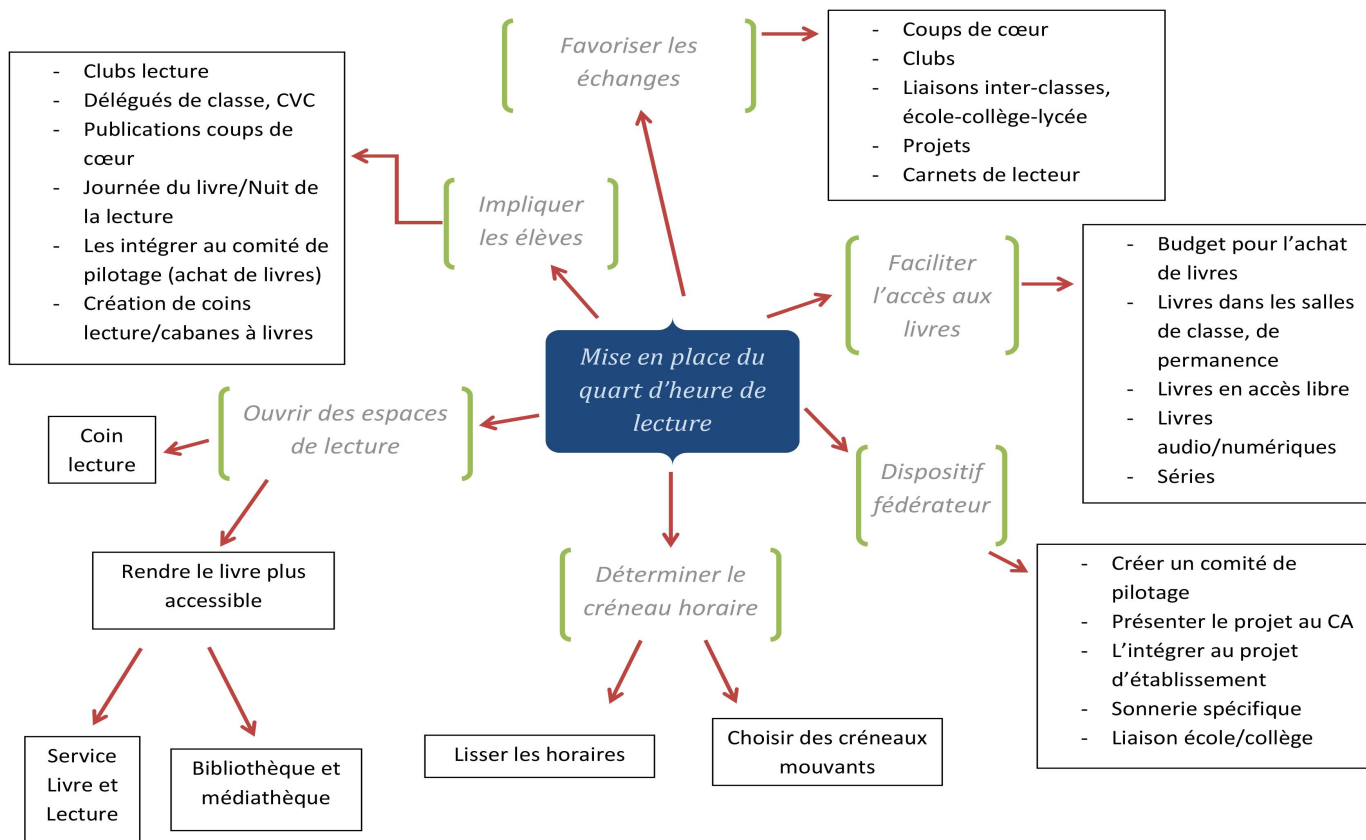 Favoriser les
échanges
- Coups de cœur
- Clubs
- Liaisons inter-classes,
école-collège-lycée
- Projets
- Carnets de lecteur
- Clubs lecture
- Délégués de classe, CVC
- Publications coups de
cœur
- Journée du livre/Nuit de
la lecture
- Les intégrer au comité de
pilotage (achat de livres)
- Création de coins
lecture/cabanes à livres
Impliquer
les élèves
Faciliter
l’accès aux
livres
- Budget pour l’achat
de livres
- Livres dans les salles
de classe, de
permanence
- Livres en accès libre
- Livres
audio/numériques
- Séries
Mise en place du
quart d’heure de
lecture
Ouvrir des espaces
de lecture
Coin
lecture
Dispositif
fédérateur
Rendre le livre plus
accessible
Déterminer le
créneau horaire
- Créer un comité de
pilotage
- Présenter le projet au CA
- L’intégrer au projet
d’établissement
- Sonnerie spécifique
- Liaison école/collège
Service
Livre et
Lecture
Bibliothèque et
médiathèque
Lisser les horaires
Choisir des créneaux
mouvants